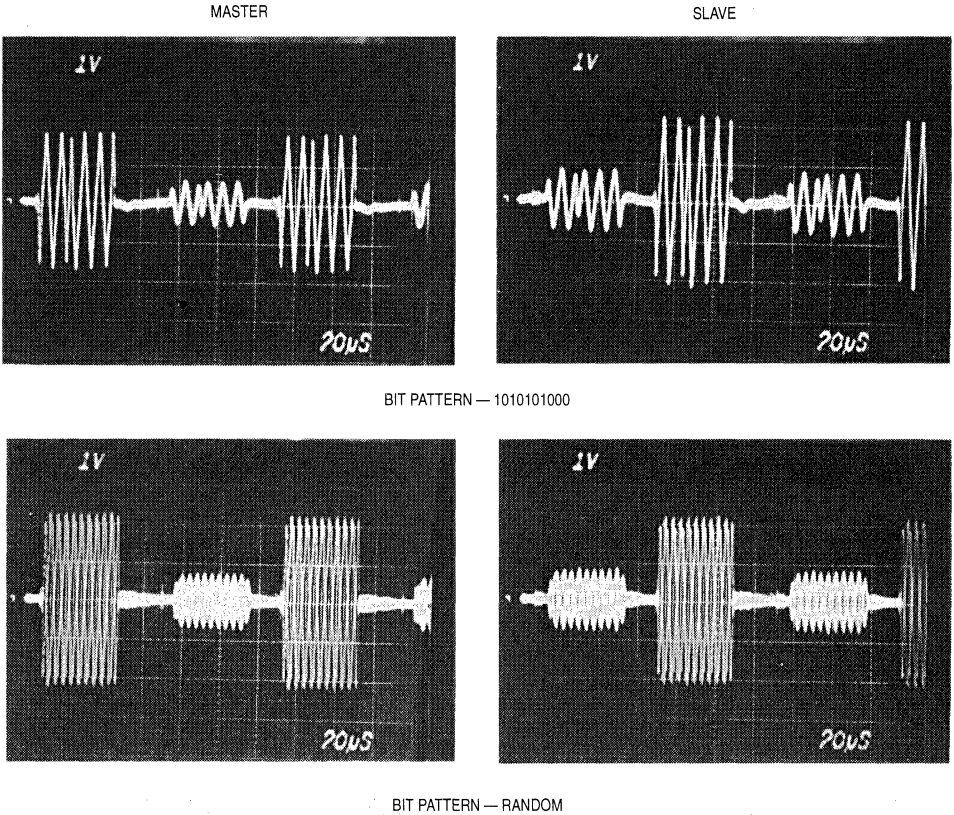 MASTER
SLAVE
1V
1V
20µS
20µS
BIT PATTERN — 1010101000
1V
1V
20µS
20µS
BIT PATTERN — RANDOM